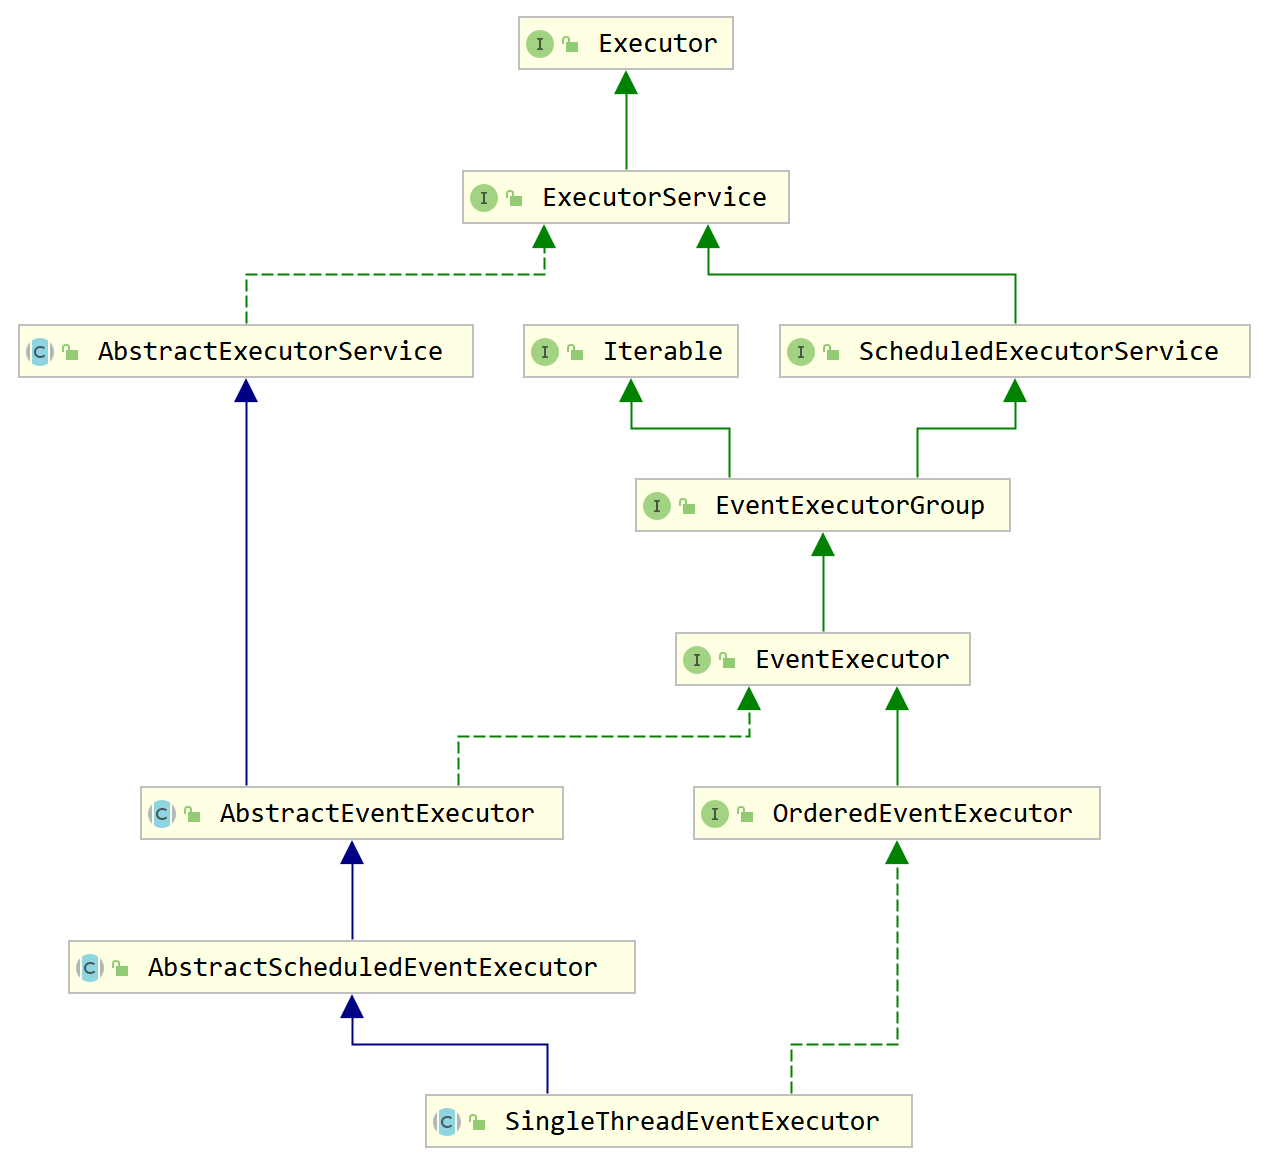 I Executor
I ExecutorService
C AbstractExecutorService
I Iterable
I ScheduledExecutorService
I EventExecutorGroup
I EventExecutor
C AbstractEventExecutor
I OrderedEventExecutor
C AbstractScheduledEventExecutor
C SingleThreadEventExecutor